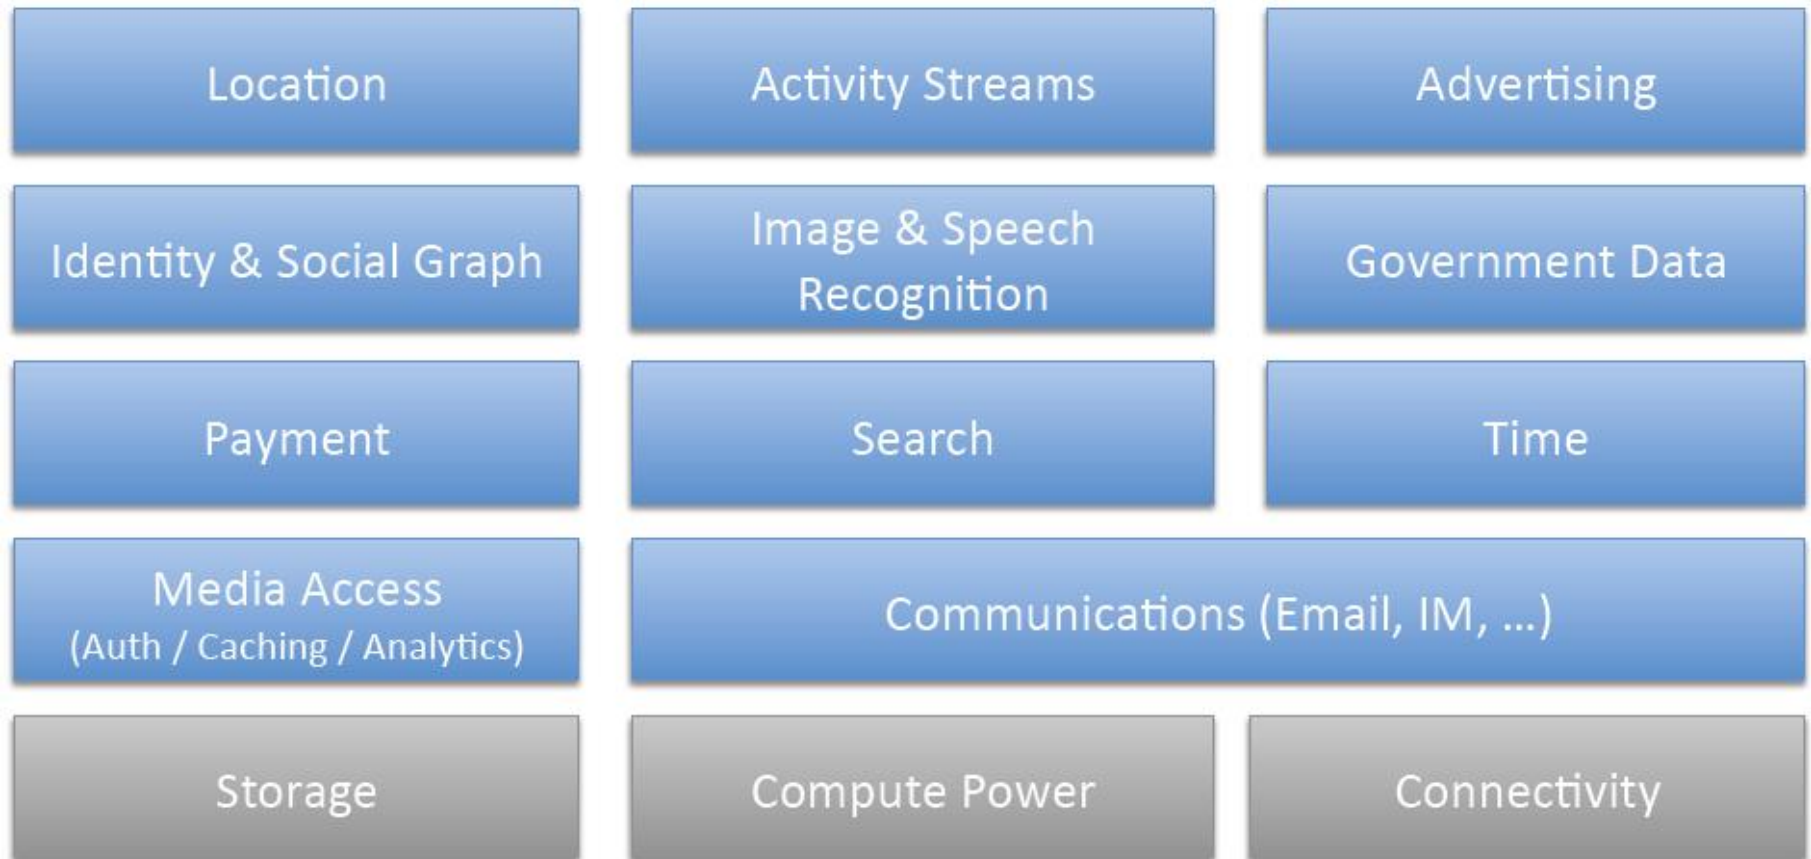 Location
Activity Streams
Advertising
Identity & Social Graph
Image & Speech
Recognition
Government Data
Payment
Search
Time
Media Access
(Auth / Caching / Analytics)
Communications (Email, IM, ...)
Storage
Compute Power
Connectivity